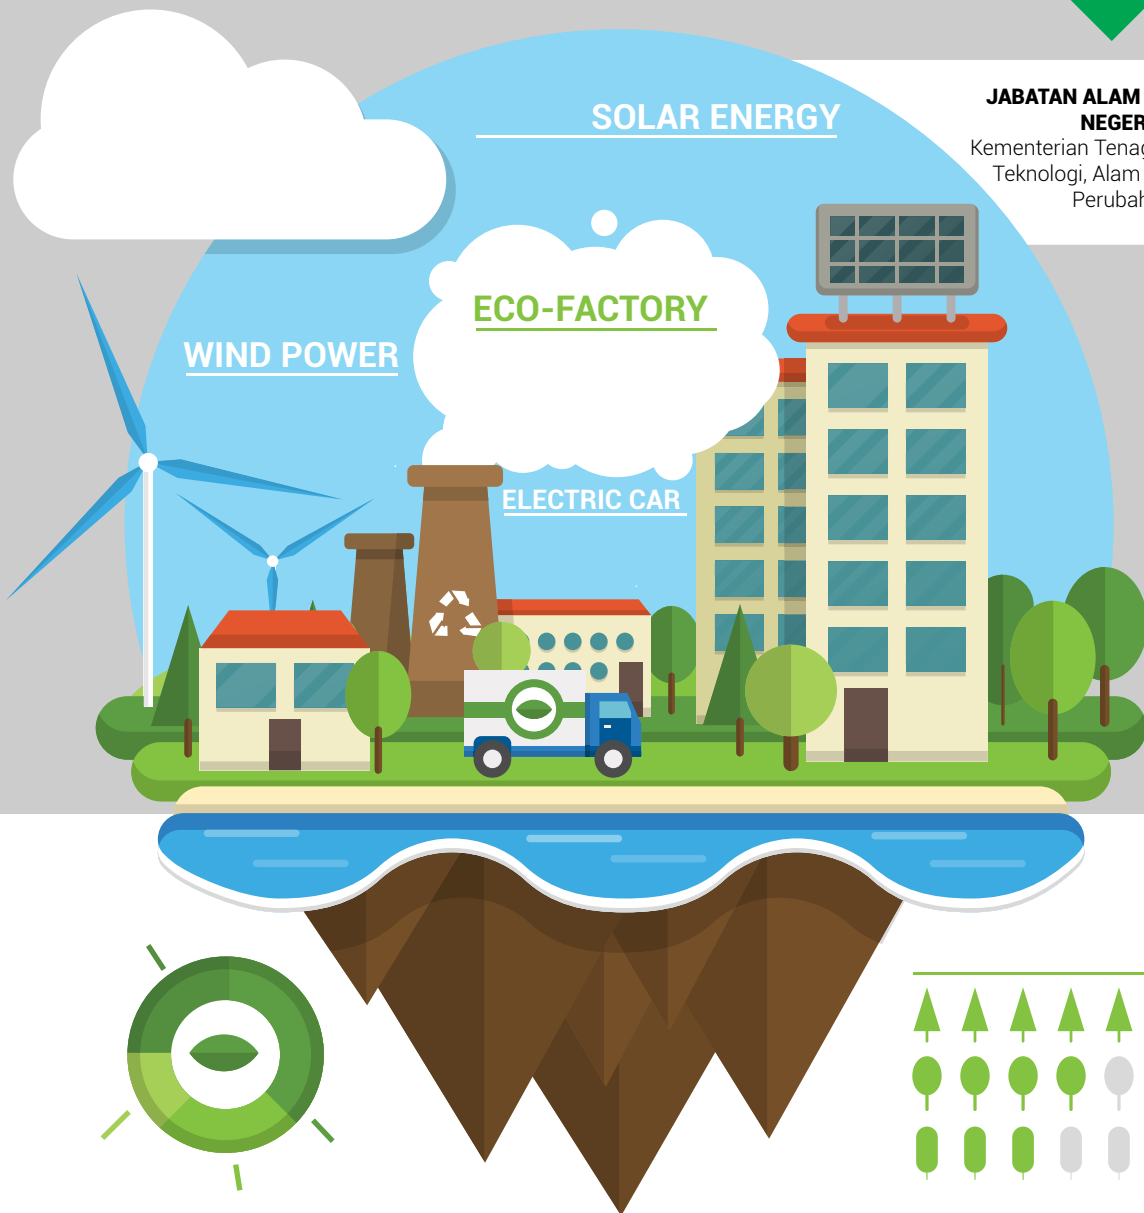 SOLAR ENERGY
JABATAN ALAM
NEGER
Kementerian Tenag
Teknologi, Alam
Perubah
ECO-FACTORY
WIND POWER
ELECTRIC CAR